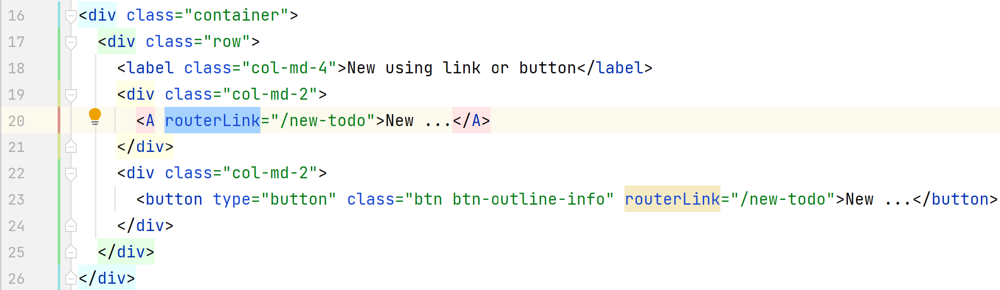 16 <div class="container">
17 <div class="row">
18 <label class="col-md-4">New using link or button</label>
19 <div class="col-md-2">
20 <A routerLink="/new-todo">New ...</A>
21 </div>
22 <div class="col-md-2">
23 <button type="button" class="btn btn-outline-info" routerLink="/new-todo">New ...</button>
24 </div>
25 </div>
26 </div>